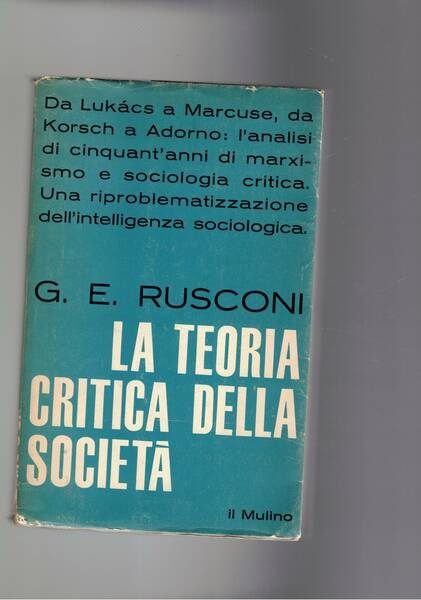 Da Lukács a Marcuse, da
Korsch a Adorno: l'analisi
di cinquant'anni di marxi-
smo e sociologia critica.
Una riproblematizzazione
dell'intelligenza sociologica.
G. E. RUSCONI
LA TEORIA
CRITICA DELLA
SOCIETÀ
il Mulino